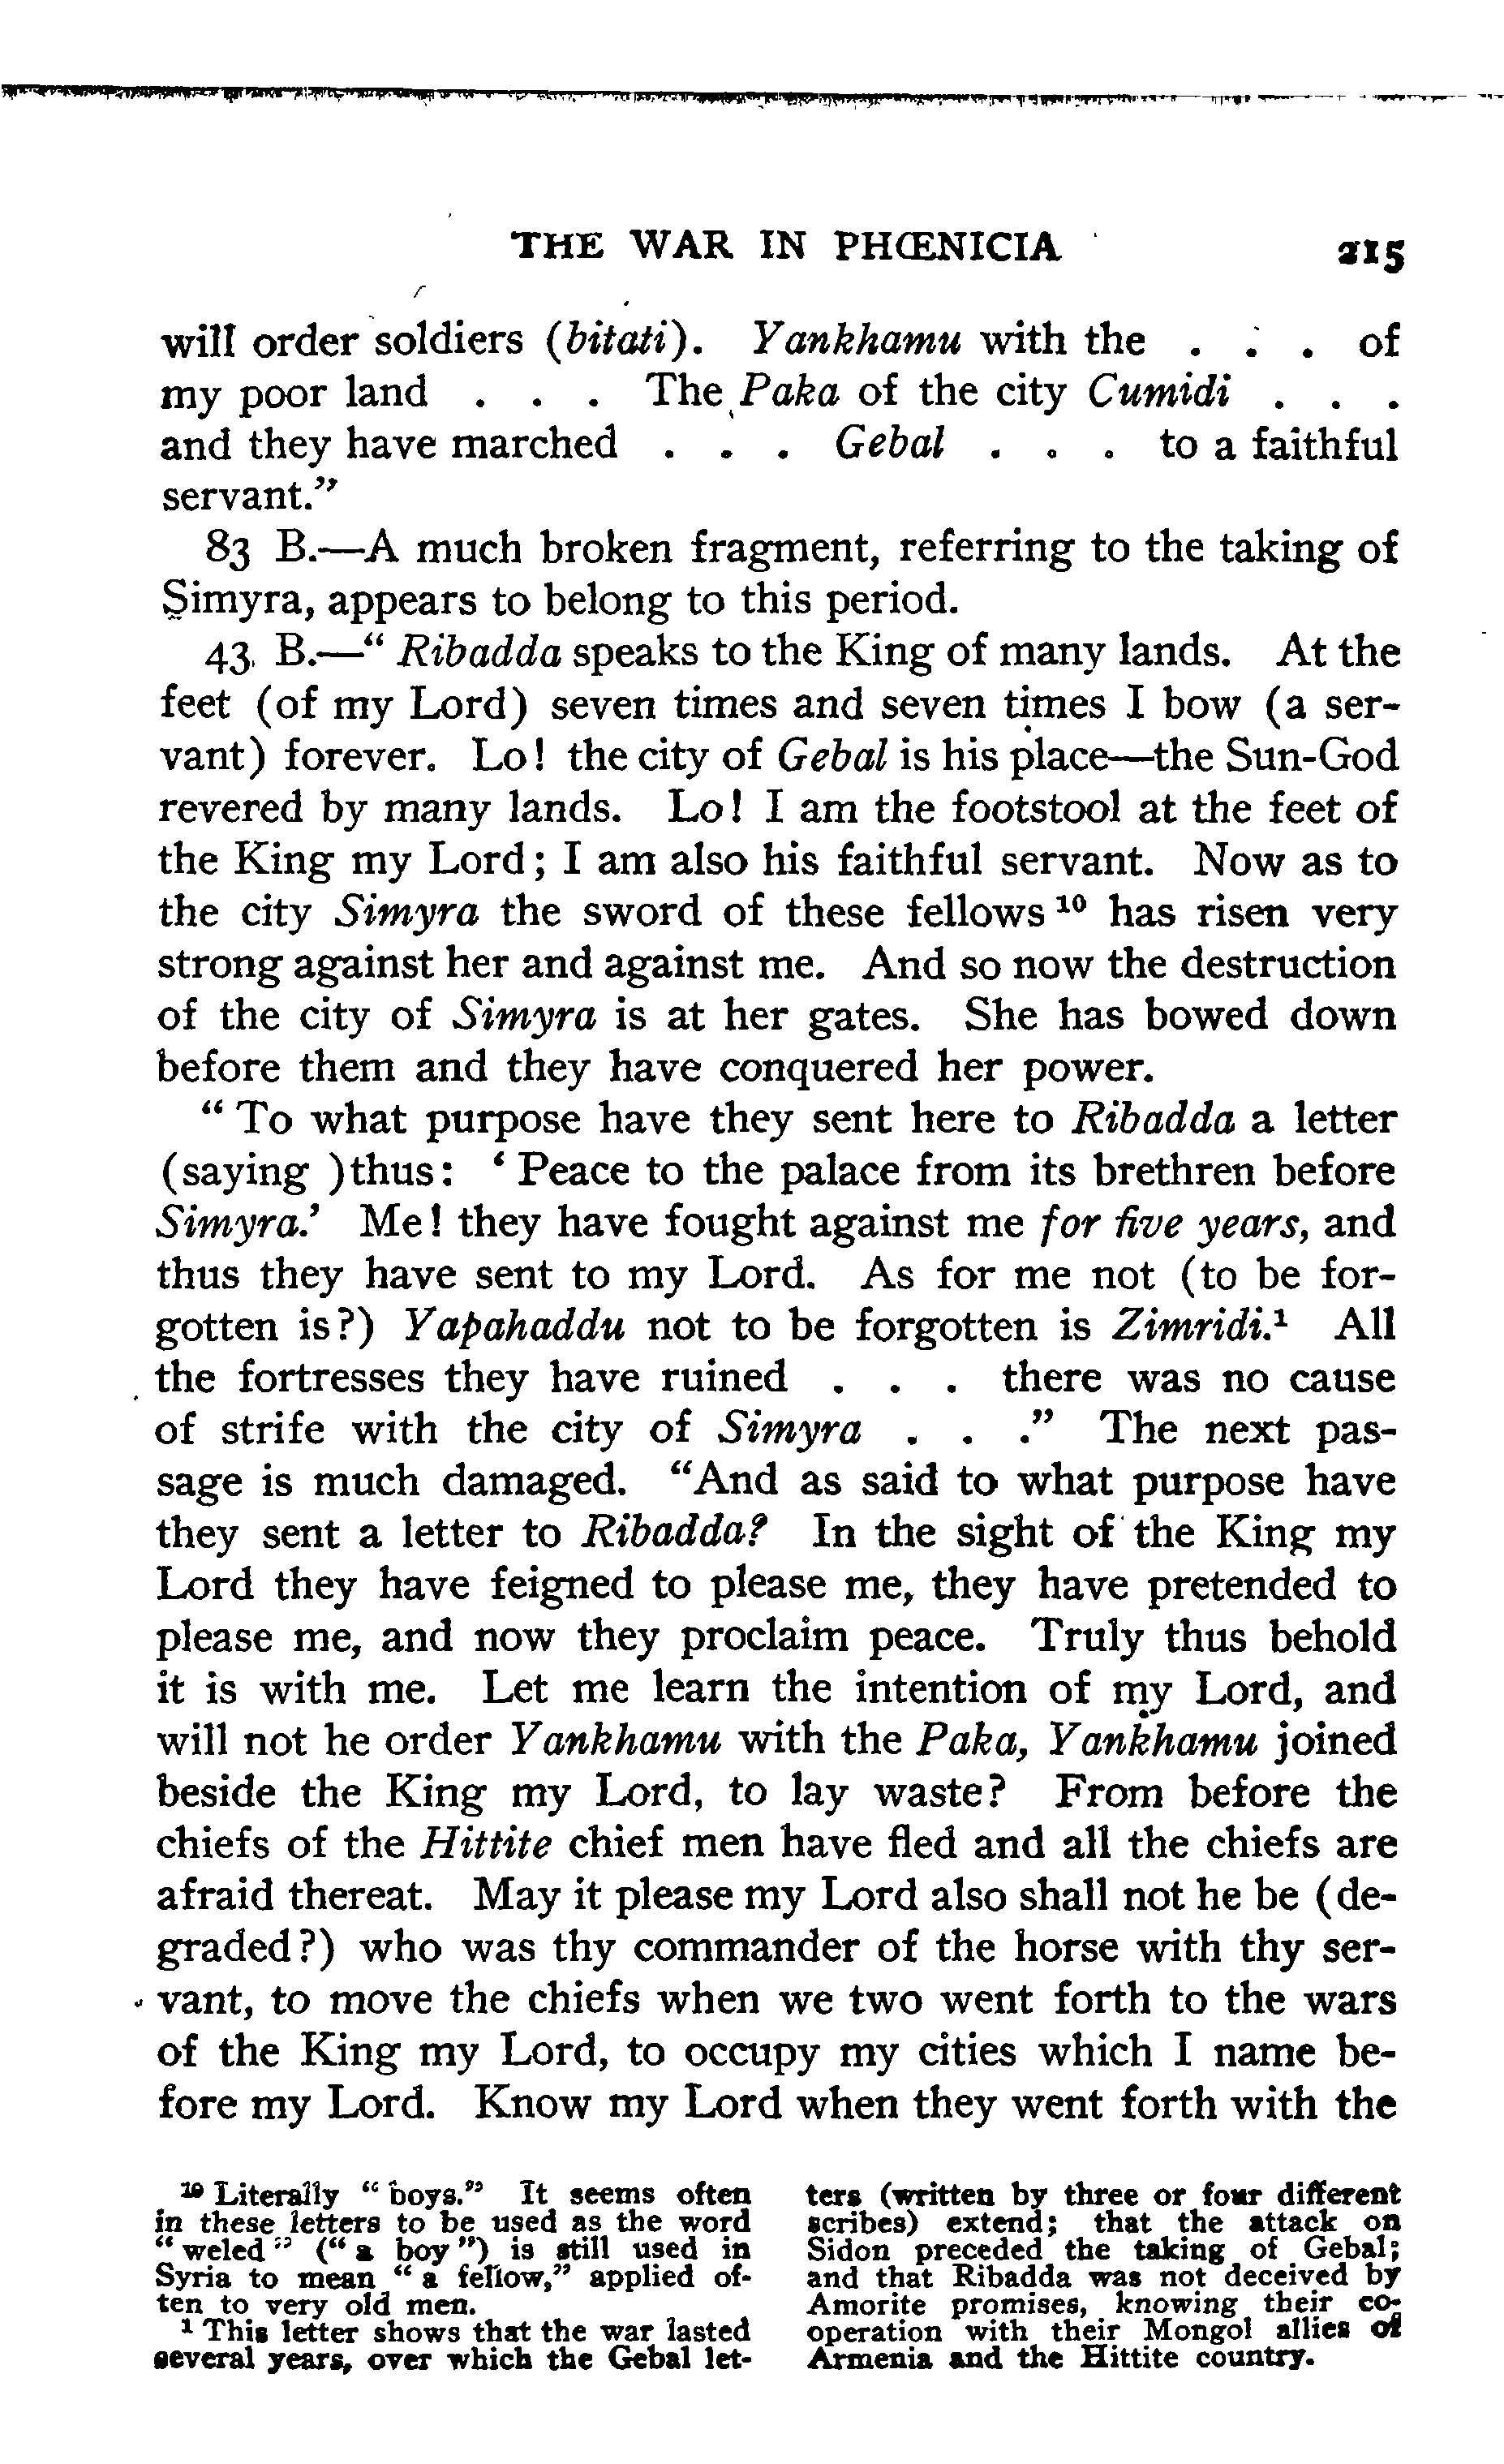 THE WAR IN PHŒNICIA 215
will order soldiers (bitati). Yankhamu with the . . . of
my poor land . . . The Paka of the city Cumidi . . .
and they have marched . . . Gebal . . . to a faithful
servant.”
83 B.—A much broken fragment, referring to the taking of
Ṣimyra, appears to belong to this period.
43 B.—“ Ribadda speaks to the King of many lands. At the
feet (of my Lord) seven times and seven times I bow (a ser-
vant) forever. Lo! the city of Gebal is his place—the Sun-God
revered by many lands. Lo! I am the footstool at the feet of
the King my Lord; I am also his faithful servant. Now as to
the city Simyra the sword of these fellows ¹⁰ has risen very
strong against her and against me. And so now the destruction
of the city of Simyra is at her gates. She has bowed down
before them and they have conquered her power.
“ To what purpose have they sent here to Ribadda a letter
(saying )thus: ‘ Peace to the palace from its brethren before
Simyra.’ Me! they have fought against me for five years, and
thus they have sent to my Lord. As for me not (to be for-
gotten is?) Yapahaddu not to be forgotten is Zimridi.¹ All
the fortresses they have ruined . . . there was no cause
of strife with the city of Simyra . . .” The next pas-
sage is much damaged. “And as said to what purpose have
they sent a letter to Ribadda? In the sight of the King my
Lord they have feigned to please me, they have pretended to
please me, and now they proclaim peace. Truly thus behold
it is with me. Let me learn the intention of my Lord, and
will not he order Yankhamu with the Paka, Yankhamu joined
beside the King my Lord, to lay waste? From before the
chiefs of the Hittite chief men have fled and all the chiefs are
afraid thereat. May it please my Lord also shall not he be (de-
graded?) who was thy commander of the horse with thy ser-
vant, to move the chiefs when we two went forth to the wars
of the King my Lord, to occupy my cities which I name be-
fore my Lord. Know my Lord when they went forth with the
¹⁰ Literally “ boys.” It seems often
in these letters to be used as the word
“ weled ” (“ a boy ”) is still used in
Syria to mean “ a fellow,” applied of-
ten to very old men.
¹ This letter shows that the war lasted
several years, over which the Gebal let-
ters (written by three or four different
scribes) extend; that the attack on
Sidon preceded the taking of Gebal;
and that Ribadda was not deceived by
Amorite promises, knowing their co-
operation with their Mongol allies of
Armenia and the Hittite country.